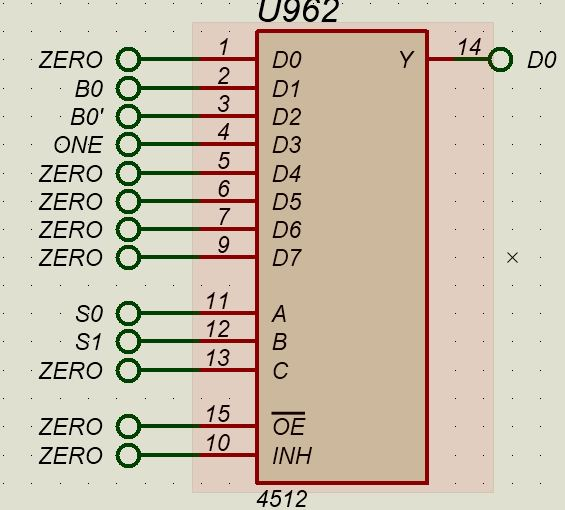 U962
ZERO 1 D0 Y 14 D0
B0 2 D1
B0' 3 D2
ONE 4 D3
ZERO 5 D4
ZERO 6 D5
ZERO 7 D6
ZERO 9 D7
S0 11 A
S1 12 B
ZERO 13 C
ZERO 15 OE
ZERO 10 INH
4512